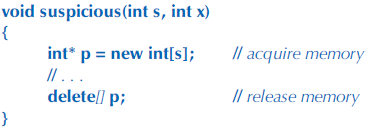 void suspicious(int s, int x)
{
int* p = new int[s]; // acquire memory
// . . .
delete[] p; // release memory
}